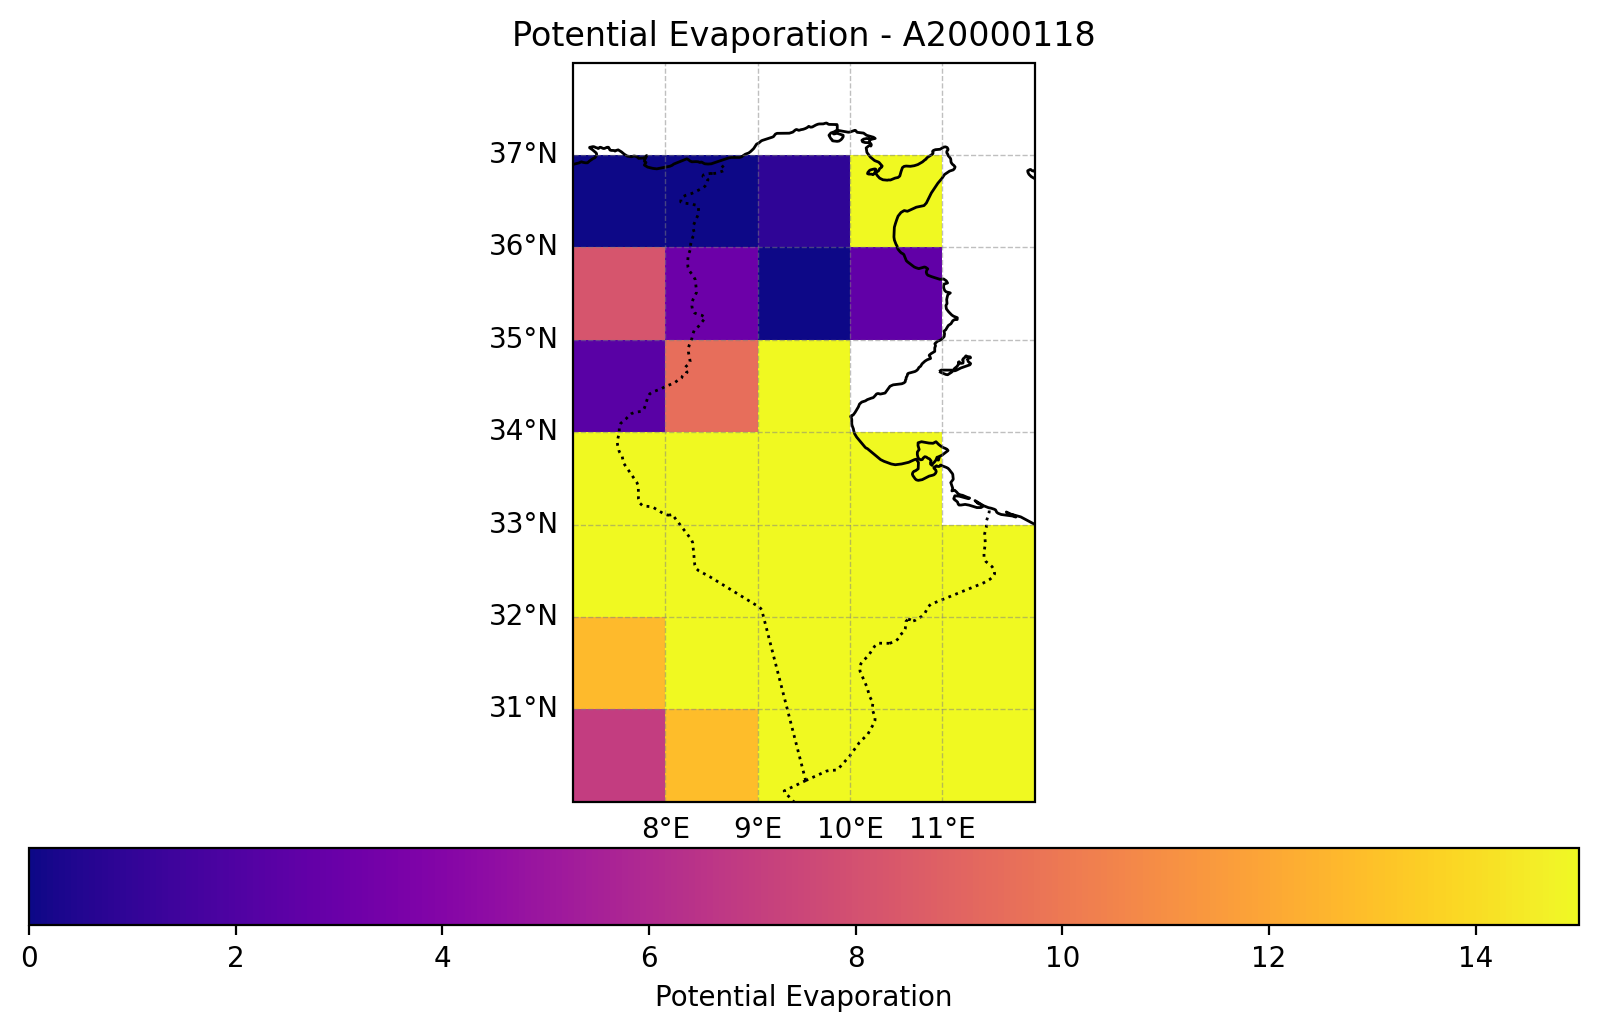 Potential Evaporation - A20000118
37°N
36°N
35°N
34°N
33°N
32°N
31°N
8°E 9°E 10°E 11°E
0 2 4 6 8 10 12 14
Potential Evaporation